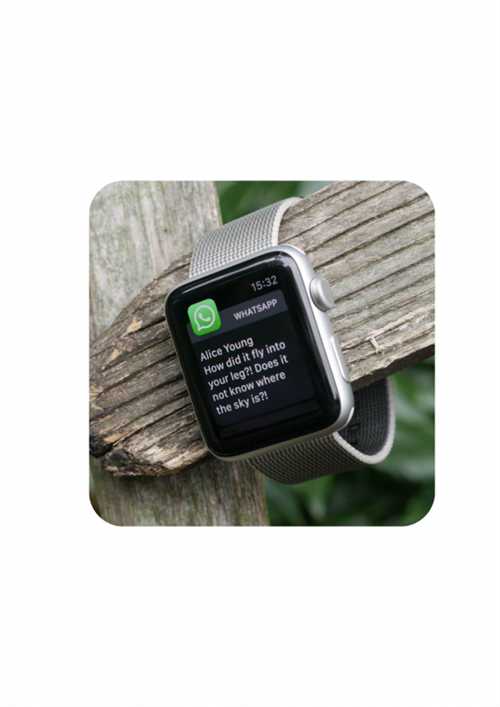 15:32
WHATSAPP
Alice Young
How did it fly into
your leg?! Does it
not know where
the sky is?!